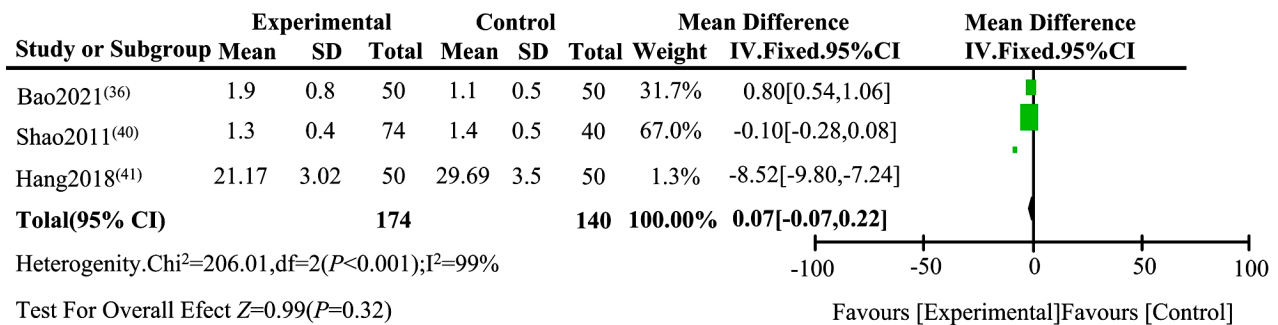 Experimental Control Mean Difference Mean Difference
Study or Subgroup Mean SD Total Mean SD Total Weight IV.Fixed.95%CI IV.Fixed.95%CI
Bao2021(36) 1.9 0.8 50 1.1 0.5 50 31.7% 0.80[0.54,1.06]
Shao2011(40) 1.3 0.4 74 1.4 0.5 40 67.0% -0.10[-0.28,0.08]
Hang2018(41) 21.17 3.02 50 29.69 3.5 50 1.3% -8.52[-9.80,-7.24]
Tolal(95% CI) 174 140 100.00% 0.07[-0.07,0.22]
Heterogenity.Chi²=206.01,df=2(P<0.001);I²=99%
-100 -50 0 50 100
Test For Overall Efect Z=0.99(P=0.32)
Favours [Experimental]Favours [Control]